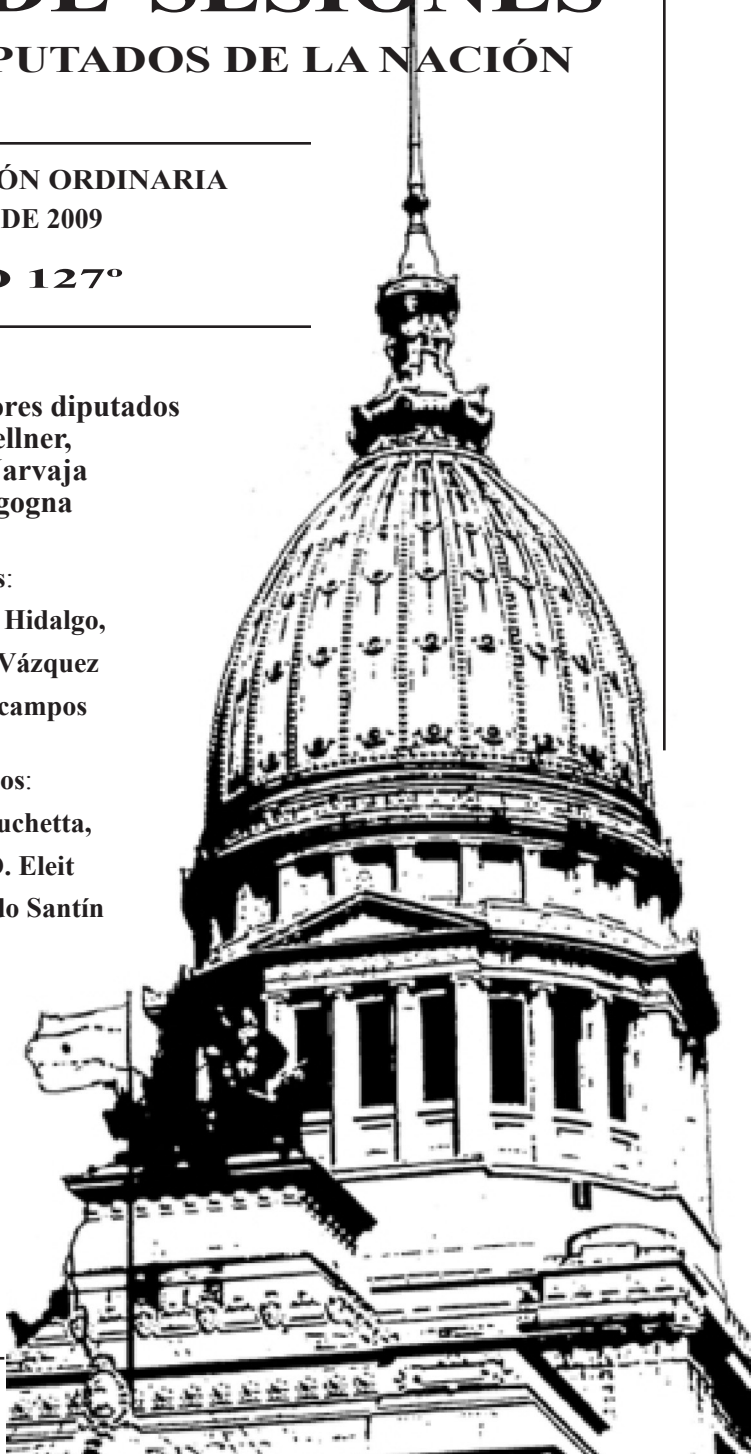 DE SESIONES
PUTADOS DE LA NACIÓN
ÓN ORDINARIA
DE 2009
127º
ores diputados
ellner,
arvaja
gogna
s:
Hidalgo,
Vázquez
campos
os:
uchetta,
. Eleit
do Santín